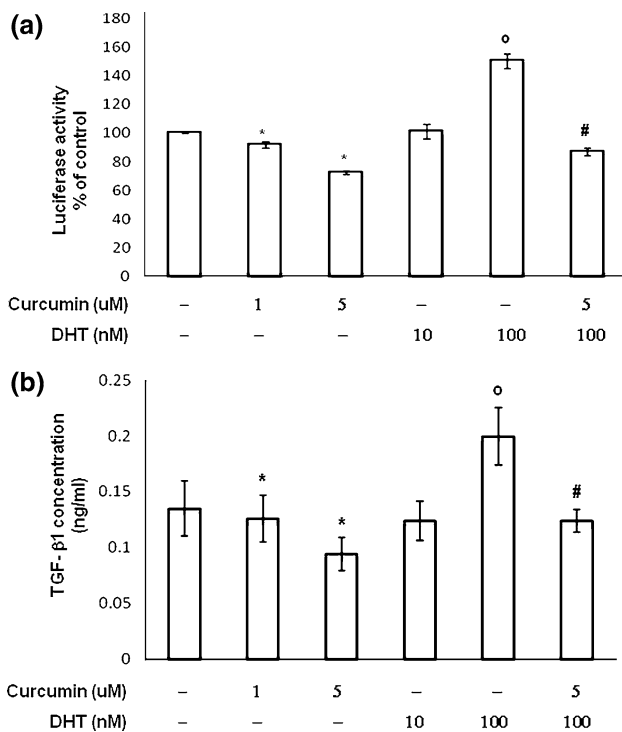 (a)
180
160
140
120
100
80
60
40
20
0
Luciferase activity
% of control
*
*
o
#
Curcumin (uM) – 1 5 – – 5
DHT (nM) – – – 10 100 100
(b)
0.25
0.2
0.15
0.1
0.05
0
TGF- β1 concentration
(ng/ml)
*
*
o
#
Curcumin (uM) – 1 5 – – 5
DHT (nM) – – – 10 100 100